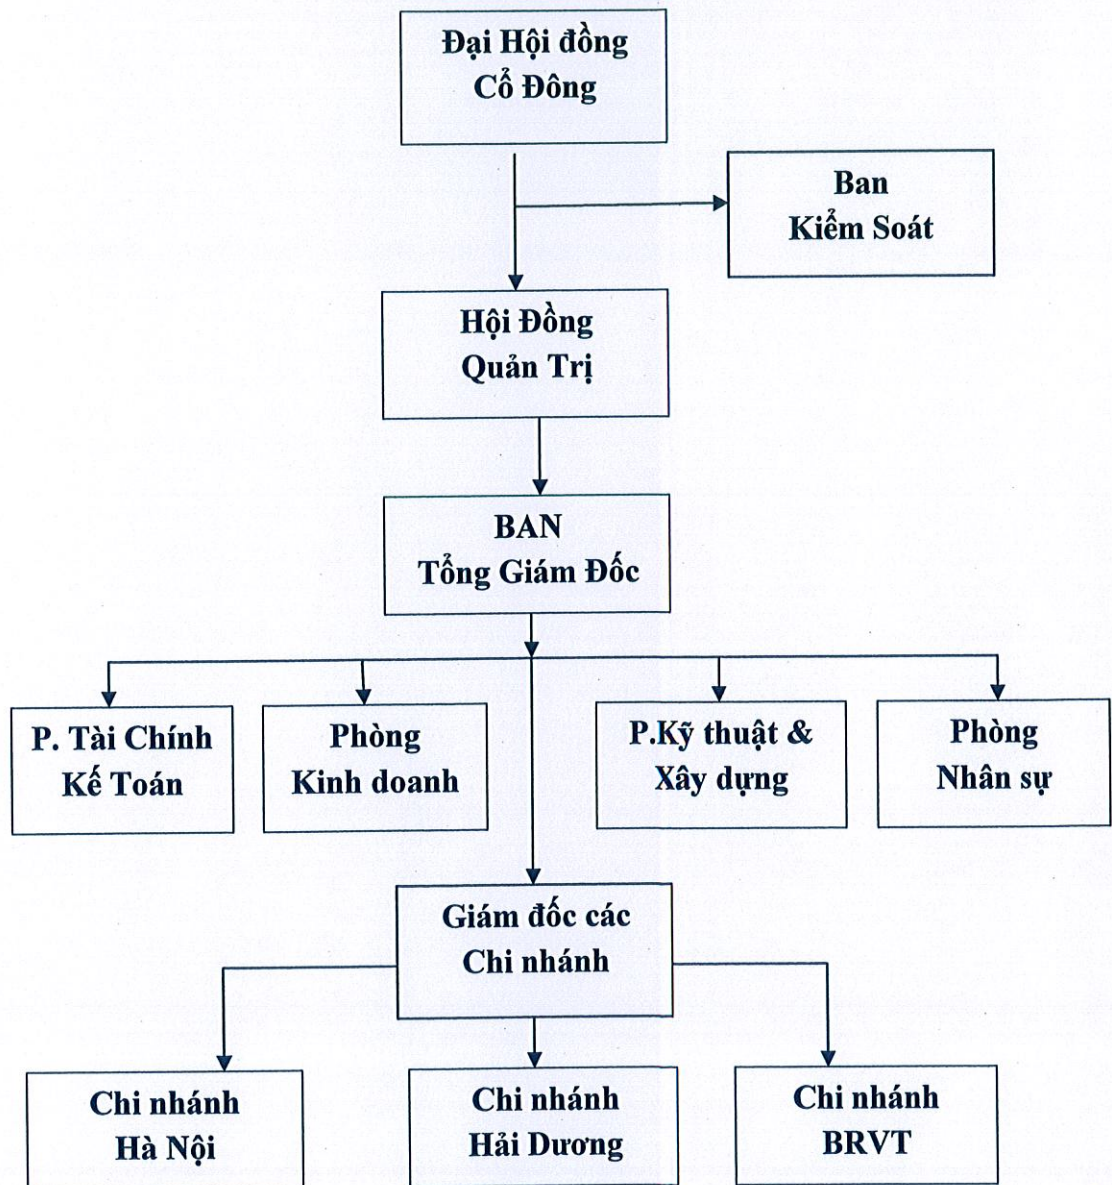 Đại Hội đồng
Cổ Đông
Ban
Kiểm Soát
Hội Đồng
Quản Trị
BAN
Tổng Giám Đốc
P. Tài Chính
Kế Toán
Phòng
Kinh doanh
P.Kỹ thuật &
Xây dựng
Phòng
Nhân sự
Giám đốc các
Chi nhánh
Chi nhánh
Hà Nội
Chi nhánh
Hải Dương
Chi nhánh
BRVT